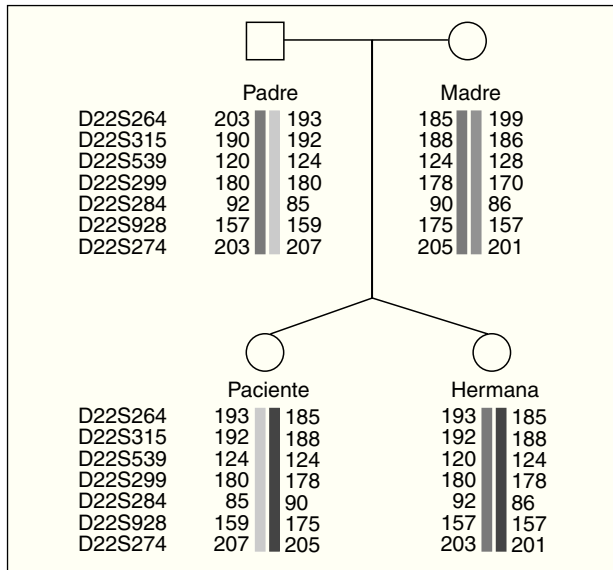 Padre Madre
D22S264 203 193 185 199
D22S315 190 192 188 186
D22S539 120 124 124 128
D22S299 180 180 178 170
D22S284 92 85 90 86
D22S928 157 159 175 157
D22S274 203 207 205 201
Paciente Hermana
D22S264 193 185 193 185
D22S315 192 188 192 188
D22S539 124 124 120 124
D22S299 180 178 180 178
D22S284 85 90 92 86
D22S928 159 175 157 157
D22S274 207 205 203 201